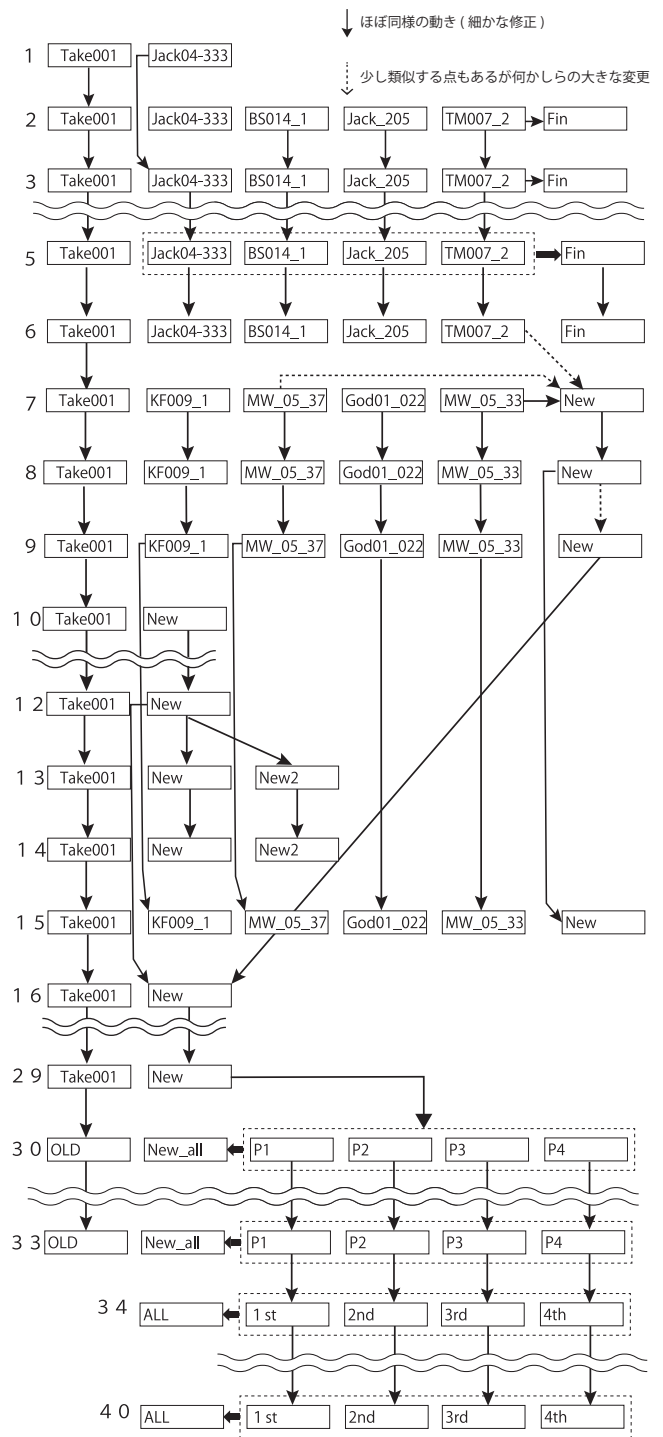 ほぼ同様の動き ( 細かな修正 )
1 Take001 Jack04-333
少し類似する点もあるが何かしらの大きな変更
2 Take001 Jack04-333 BS014_1 Jack_205 TM007_2 Fin
3 Take001 Jack04-333 BS014_1 Jack_205 TM007_2 Fin
5 Take001 Jack04-333 BS014_1 Jack_205 TM007_2 Fin
6 Take001 Jack04-333 BS014_1 Jack_205 TM007_2 Fin
7 Take001 KF009_1 MW_05_37 God01_022 MW_05_33 New
8 Take001 KF009_1 MW_05_37 God01_022 MW_05_33 New
9 Take001 KF009_1 MW_05_37 God01_022 MW_05_33 New
10 Take001 New
12 Take001 New
13 Take001 New New2
14 Take001 New New2
15 Take001 KF009_1 MW_05_37 God01_022 MW_05_33 New
16 Take001 New
29 Take001 New
30 OLD New_all P1 P2 P3 P4
33 OLD New_all P1 P2 P3 P4
34 ALL 1 st 2nd 3rd 4th
40 ALL 1 st 2nd 3rd 4th